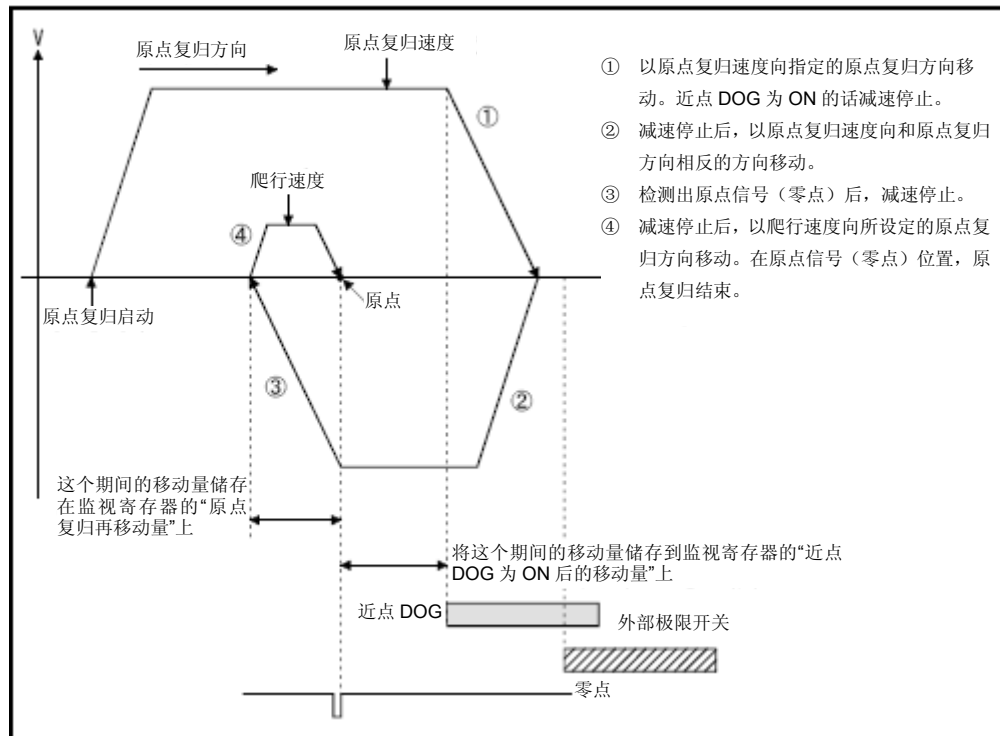 V
原点复归方向
原点复归速度
①
爬行速度
④
原点
原点复归启动
③
②
① 以原点复归速度向指定的原点复归方向移
动。近点 DOG 为 ON 的话减速停止。
② 减速停止后，以原点复归速度向和原点复归
方向相反的方向移动。
③ 检测出原点信号（零点）后，减速停止。
④ 减速停止后，以爬行速度向所设定的原点复
归方向移动。在原点信号（零点）位置，原
点复归结束。
这个期间的移动量储存
在监视寄存器的“原点
复归再移动量”上
将这个期间的移动量储存到监视寄存器的“近点
DOG 为 ON 后的移动量”上
近点 DOG
外部极限开关
零点